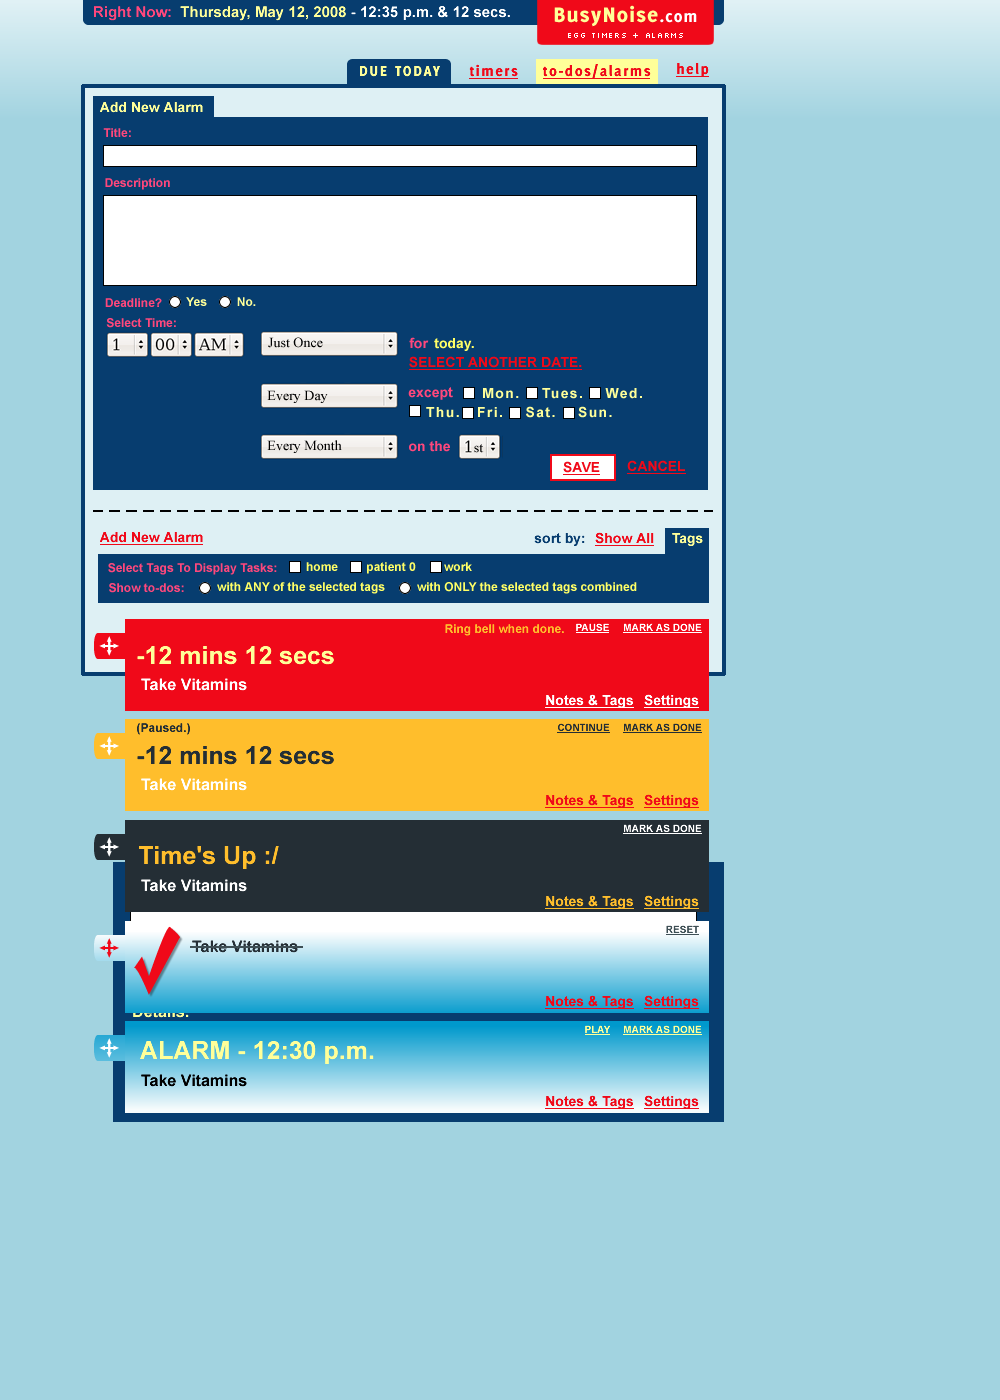 Right Now: Thursday, May 12, 2008 - 12:35 p.m. & 12 secs.
BusyNoise.com
EGG TIMERS + ALARMS
DUE TODAY timers to-dos/alarms help
Add New Alarm
Title:
Description
Deadline? Yes No.
Select Time:
1 00 AM Just Once for today.
SELECT ANOTHER DATE.
Every Day except Mon. Tues. Wed.
Thu. Fri. Sat. Sun.
Every Month on the 1st
SAVE CANCEL
Add New Alarm sort by: Show All Tags
Select Tags To Display Tasks: home patient 0 work
Show to-dos: with ANY of the selected tags with ONLY the selected tags combined
Ring bell when done. PAUSE MARK AS DONE
-12 mins 12 secs
Take Vitamins
Notes & Tags Settings
(Paused.) CONTINUE MARK AS DONE
-12 mins 12 secs
Take Vitamins
Notes & Tags Settings
MARK AS DONE
Time's Up :/
Take Vitamins
Notes & Tags Settings
RESET
Take Vitamins
Notes & Tags Settings
Details:
PLAY MARK AS DONE
ALARM - 12:30 p.m.
Take Vitamins
Notes & Tags Settings